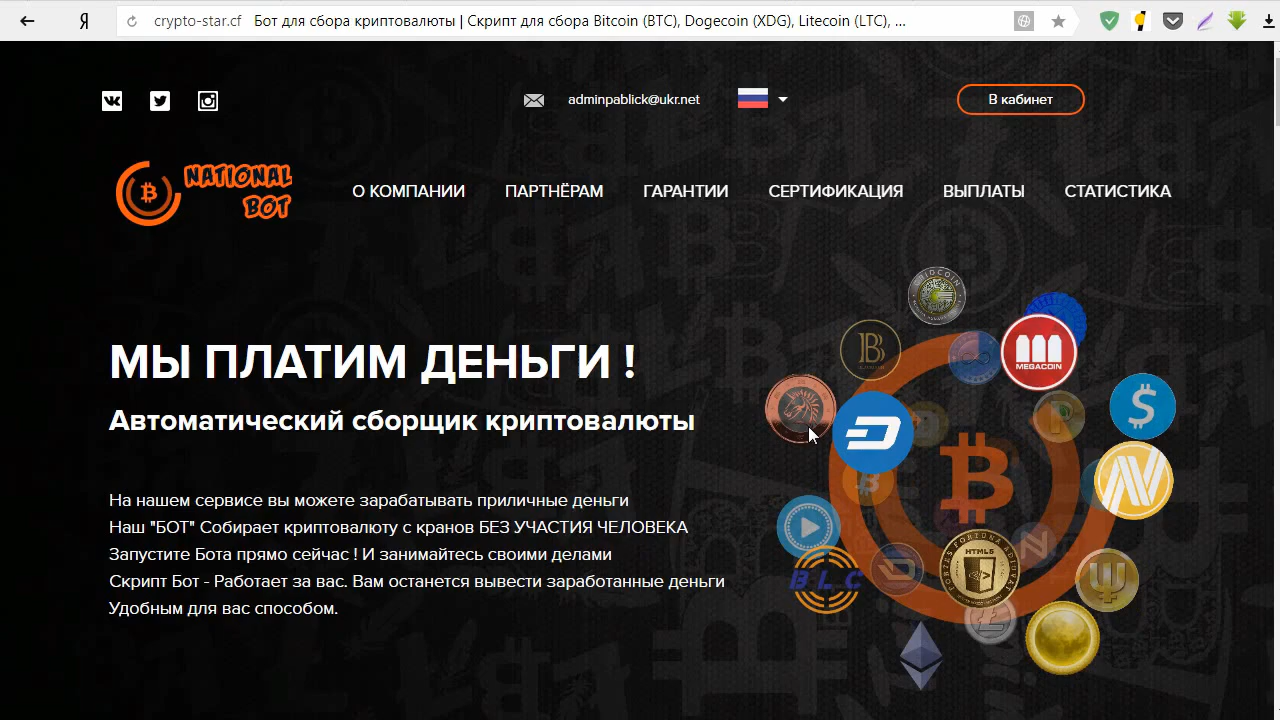 Я crypto-star.cf Бот для сбора криптовалюты | Скрипт для сбора Bitcoin (BTC), Dogecoin (XDG), Litecoin (LTC), ...
adminpablick@ukr.net
В кабинет
NATIONAL
BOT
О КОМПАНИИ ПАРТНЁРАМ ГАРАНТИИ СЕРТИФИКАЦИЯ ВЫПЛАТЫ СТАТИСТИКА
МЫ ПЛАТИМ ДЕНЬГИ !
Автоматический сборщик криптовалюты
На нашем сервисе вы можете зарабатывать приличные деньги
Наш "БОТ" Собирает криптовалюту с кранов БЕЗ УЧАСТИЯ ЧЕЛОВЕКА
Запустите Бота прямо сейчас ! И занимайтесь своими делами
Скрипт Бот - Работает за вас. Вам останется вывести заработанные деньги
Удобным для вас способом.
MEGACOIN
HTML5
BLC